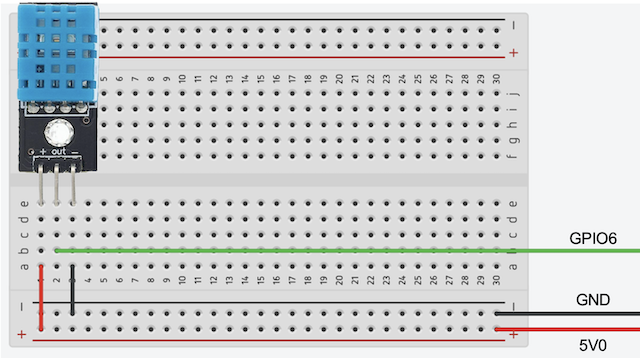 −
+
5 6 7 8 9 10 11 12 13 14 15 16 17 18 19 20 21 22 23 24 25 26 27 28 29 30
j
i
h
g
f
+ out −
e e
d d
c c
b GPIO6
a a
2 4 5 6 7 8 9 10 11 12 13 14 15 16 17 18 19 20 21 22 23 24 25 26 27 28 29 30
− − GND
+ + 5V0